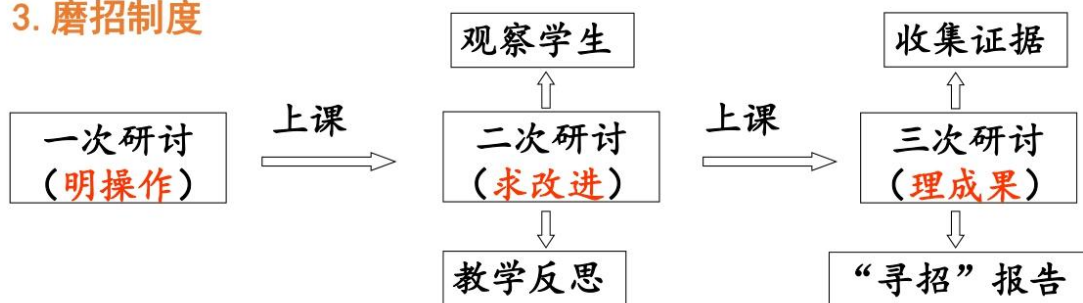 3. 磨招制度
观察学生
收集证据
一次研讨
（明操作）
上课
二次研讨
（求改进）
上课
三次研讨
（理成果）
教学反思
“寻招”报告